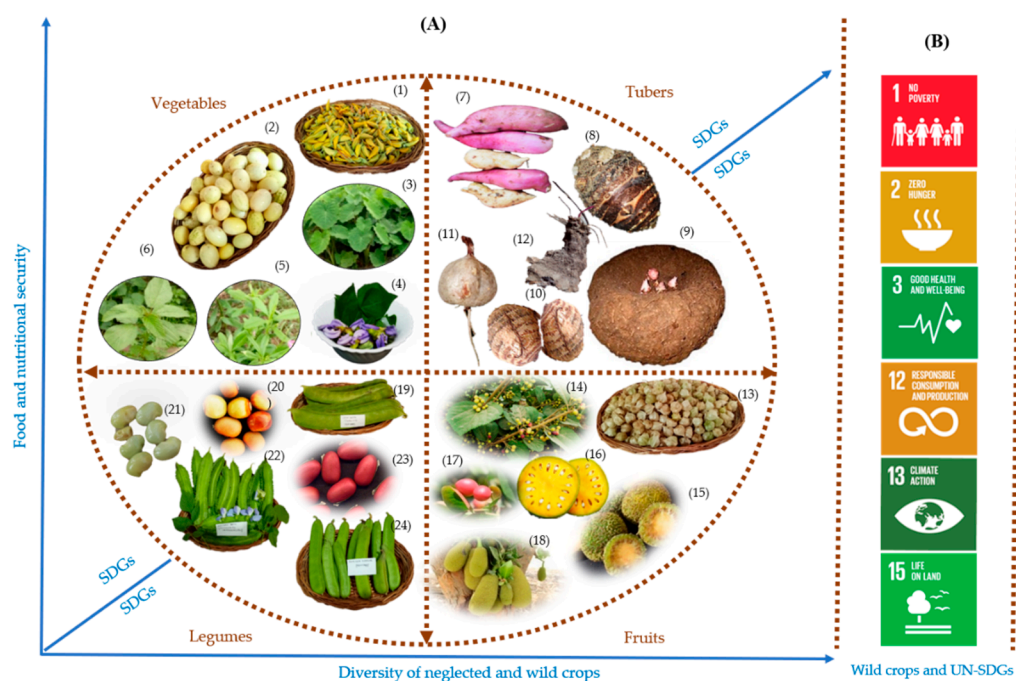 (A)
(B)
Food and nutritional security
Vegetables
Tubers
(1)
(2)
(3)
(4)
(5)
(6)
(7)
(8)
(9)
(10)
(11)
(12)
SDGs
SDGs
(13)
(14)
(15)
(16)
(17)
(18)
(19)
(20)
)
(21)
(22)
(23)
(24)
SDGs
SDGs
Legumes
Fruits
Diversity of neglected and wild crops
1 NO
POVERTY
2 ZERO
HUNGER
3 GOOD HEALTH
AND WELL-BEING
12 RESPONSIBLE
CONSUMPTION
AND PRODUCTION
13 CLIMATE
ACTION
15 LIFE
ON LAND
Wild crops and UN-SDGs